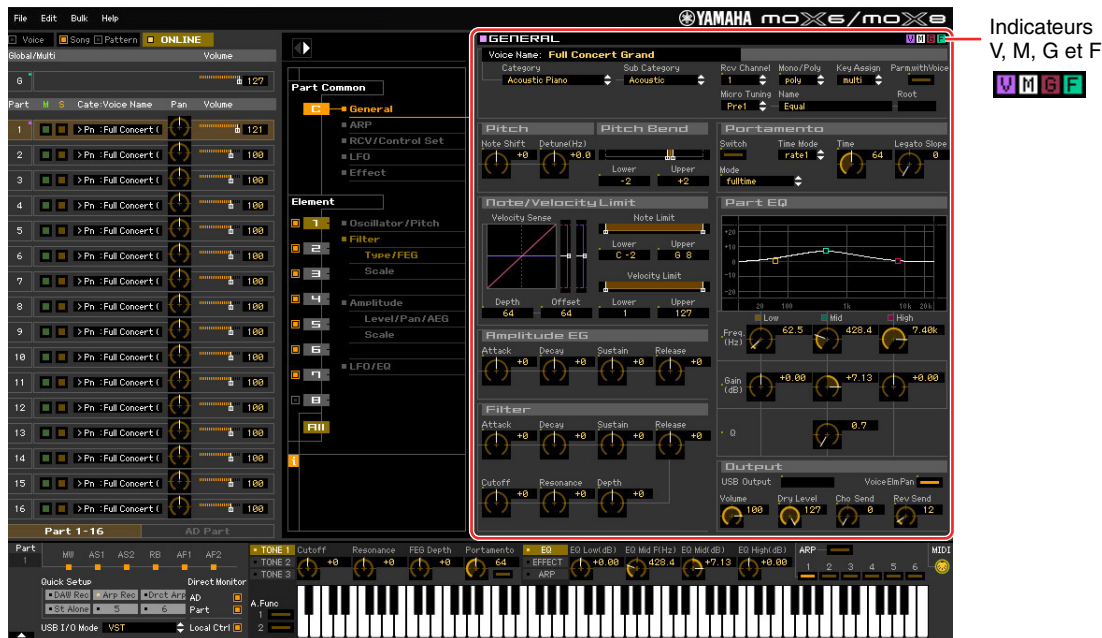 File Edit Bulk Help
YAMAHA moX6/moX8
Voice Song Pattern ONLINE
Global/Multi Volume
6 127
Part M S Cate:Voice Name Pan Volume
1 >Pn :Full Concert ( 121
2 >Pn :Full Concert ( 100
3 >Pn :Full Concert ( 100
4 >Pn :Full Concert ( 100
5 >Pn :Full Concert ( 100
6 >Pn :Full Concert ( 100
7 >Pn :Full Concert ( 100
8 >Pn :Full Concert ( 100
9 >Pn :Full Concert ( 100
10 >Pn :Full Concert ( 100
11 >Pn :Full Concert ( 100
12 >Pn :Full Concert ( 100
13 >Pn :Full Concert ( 100
14 >Pn :Full Concert ( 100
15 >Pn :Full Concert ( 100
16 >Pn :Full Concert ( 100
Part 1-16 AD Part
Part Common
C General
ARP
RCV/Control Set
LFO
Effect
Element
1 Oscillator/Pitch
2 Filter
Type/FEG
3 Scale
4 Amplitude
5 Level/Pan/AEG
Scale
6
7 LFO/EQ
8
All
i
GENERAL V M G F
Voice Name: Full Concert Grand
Category Sub Category Rcv Channel Mono/Poly Key Assign Parm.withVoice
Acoustic Piano Acoustic 1 poly multi
Micro Tuning Name Root
Pre1 Equal
Pitch Pitch Bend
Note Shift Detune(Hz)
+0 +0.0
Lower Upper
-2 +2
Portamento
Switch Time Mode Time Legato Slope
rate1 64 0
Mode
fulltime
Note/Velocity Limit
Velocity Sense Note Limit
Lower Upper
C -2 G 8
Velocity Limit
Depth Offset Lower Upper
64 64 1 127
Part EQ
+20
+10
0
-10
-20
20 100 1k 10k 20k
Low Mid High
Freq. (Hz) 62.5 428.4 7.40k
Gain (dB) +0.00 +7.13 +0.00
Q 0.7
Amplitude EG
Attack Decay Sustain Release
+0 +0 +0 +0
Filter
Attack Decay Sustain Release
+0 +0 +0 +0
Cutoff Resonance Depth
+0 +0 +0
Output
USB Output VoiceElmPan
Volume Dry Level Cho Send Rev Send
100 127 0 12
Part MW AS1 AS2 RB AF1 AF2
1
Quick Setup Direct Monitor
DAW Rec Arp Rec Drct Arp AD
St Alone 5 6 Part
USB I/O Mode VST Local Ctrl
TONE 1 Cutoff Resonance FEG Depth Portamento
TONE 2 +0 +0 +0 64
TONE 3
EQ EQ Low(dB) EQ Mid F(Hz) EQ Mid(dB) EQ High(dB)
EFFECT +0.00 428.4 +7.13 +0.00
ARP
ARP
1 2 3 4 5 6
MIDI
A.Func
1
2
Indicateurs
V, M, G et F
V M G F